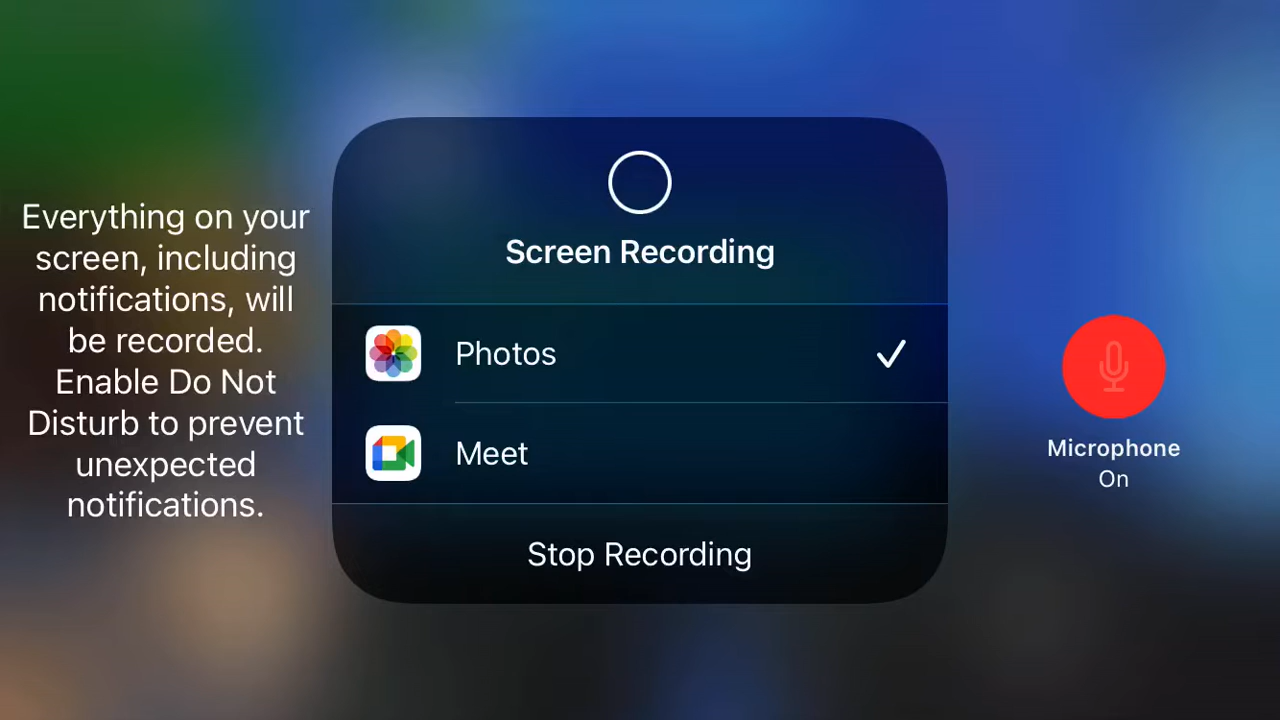 Everything on your
screen, including
notifications, will
be recorded.
Enable Do Not
Disturb to prevent
unexpected
notifications.
Screen Recording
Photos
Meet
Stop Recording
Microphone
On